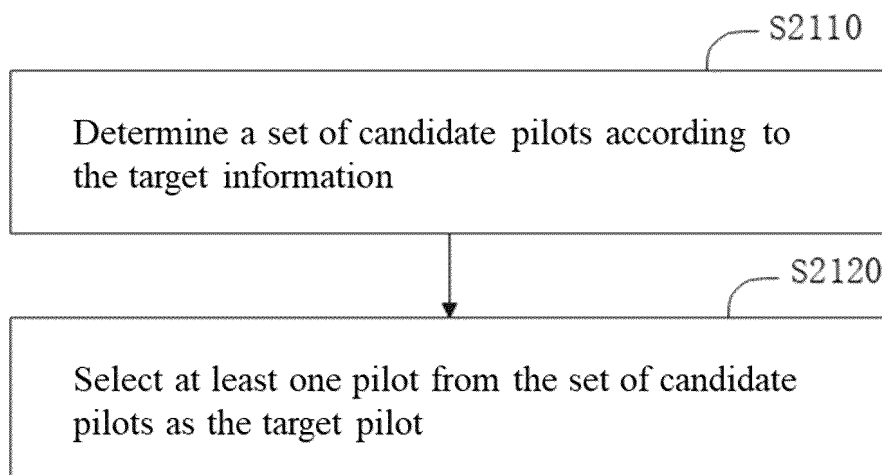 S2110
Determine a set of candidate pilots according to
the target information
S2120
Select at least one pilot from the set of candidate
pilots as the target pilot